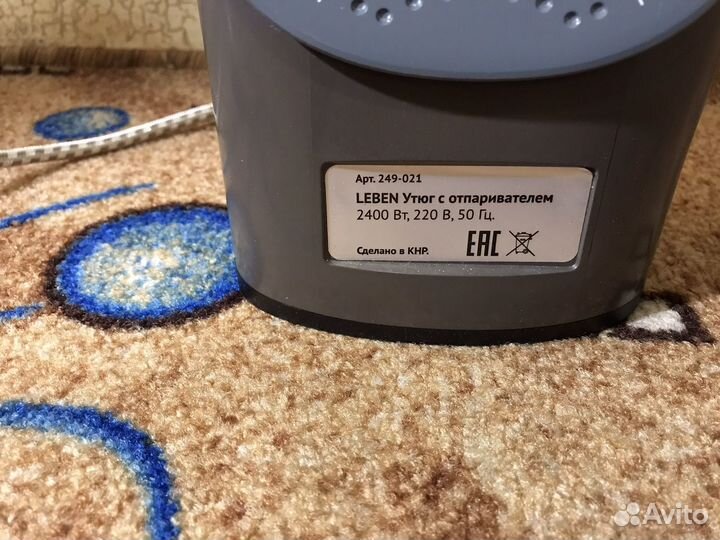 Арт. 249-021
LEBEN Утюг с отпаривателем
2400 Вт, 220 В, 50 Гц.
Сделано в КНР.
EAC
Avito